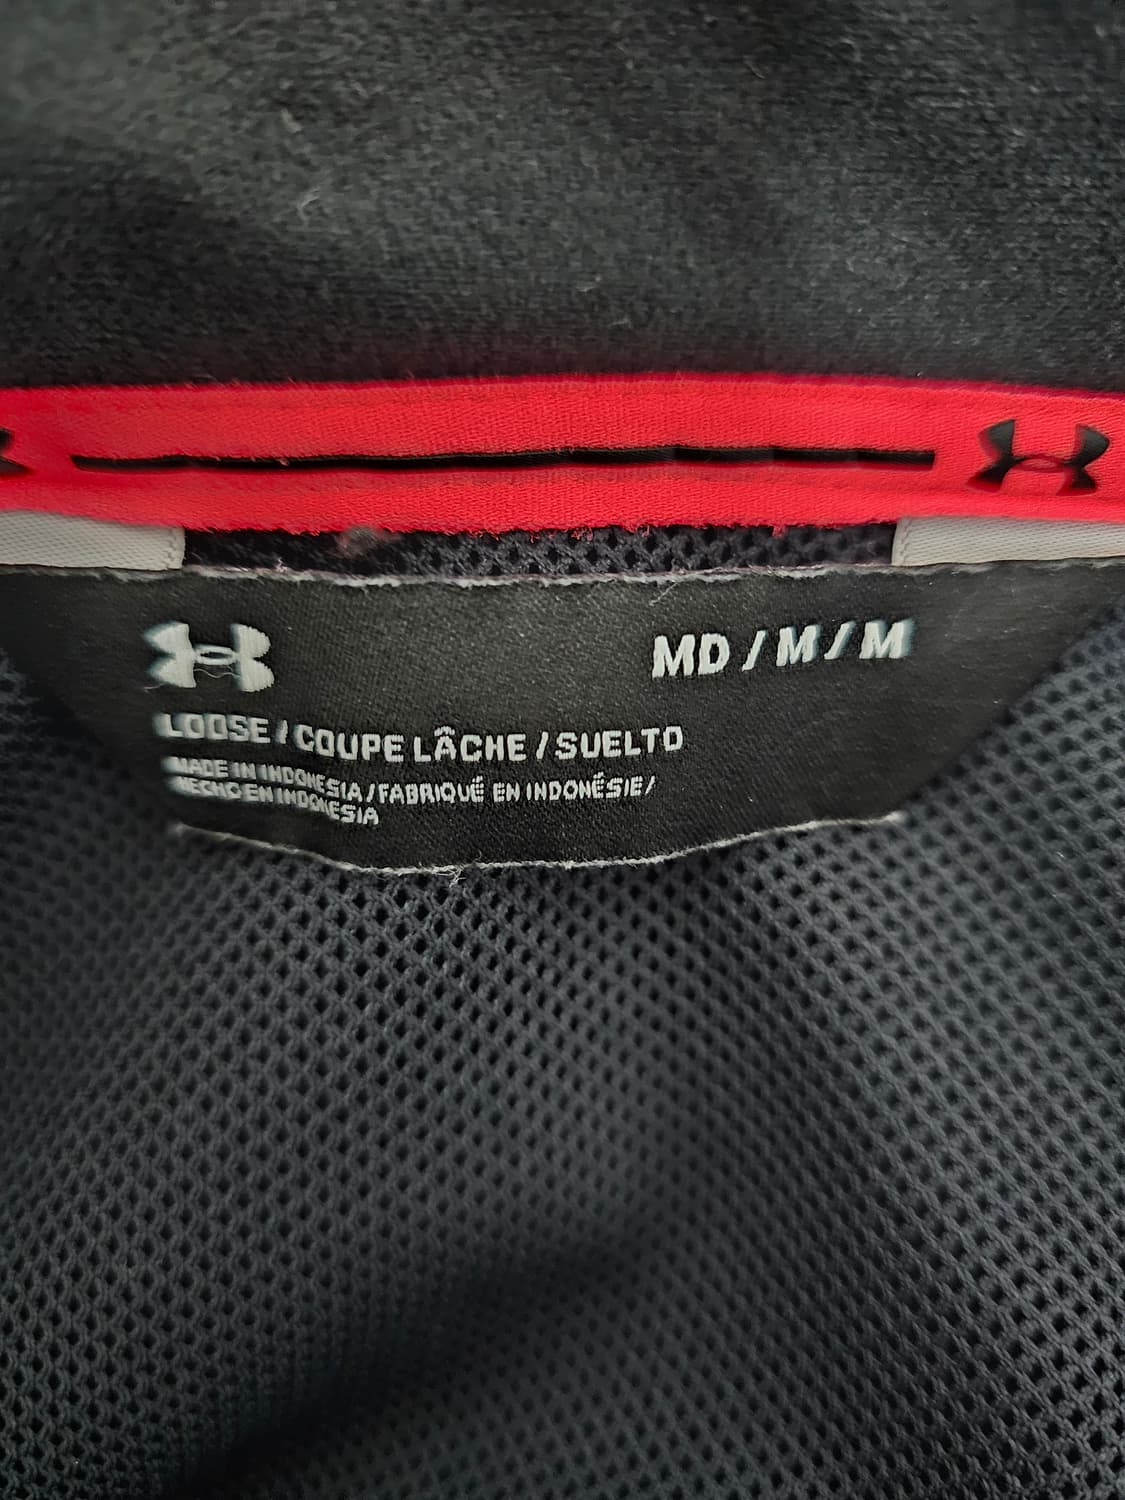 MD / M / M
LOOSE / COUPE LÂCHE / SUELTO
MADE IN INDONESIA / FABRIQUÉ EN INDONÉSIE /
HECHO EN INDONESIA